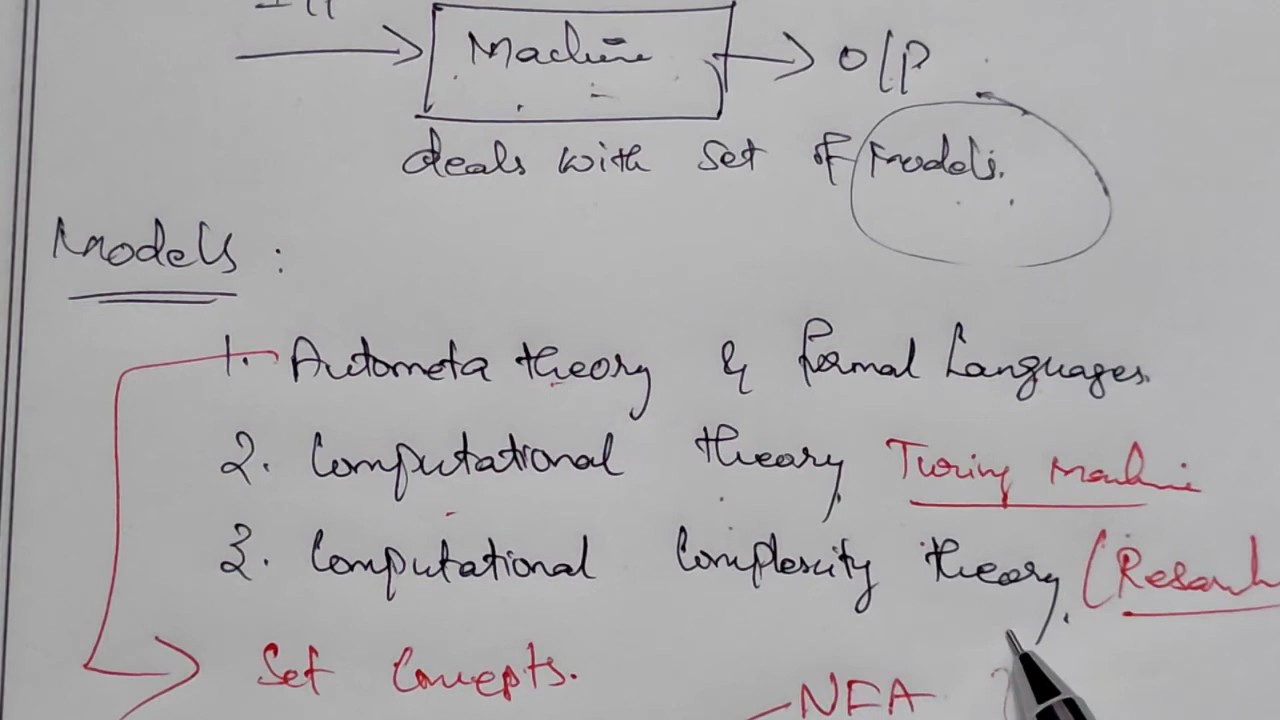 Machine O/P
deals with set of models.
Models :
1. Autometa theory & formal Languages.
2. Computational theory, Turing Machine
3. Computational Complexity theory. (Research
Set Concepts.
NFA